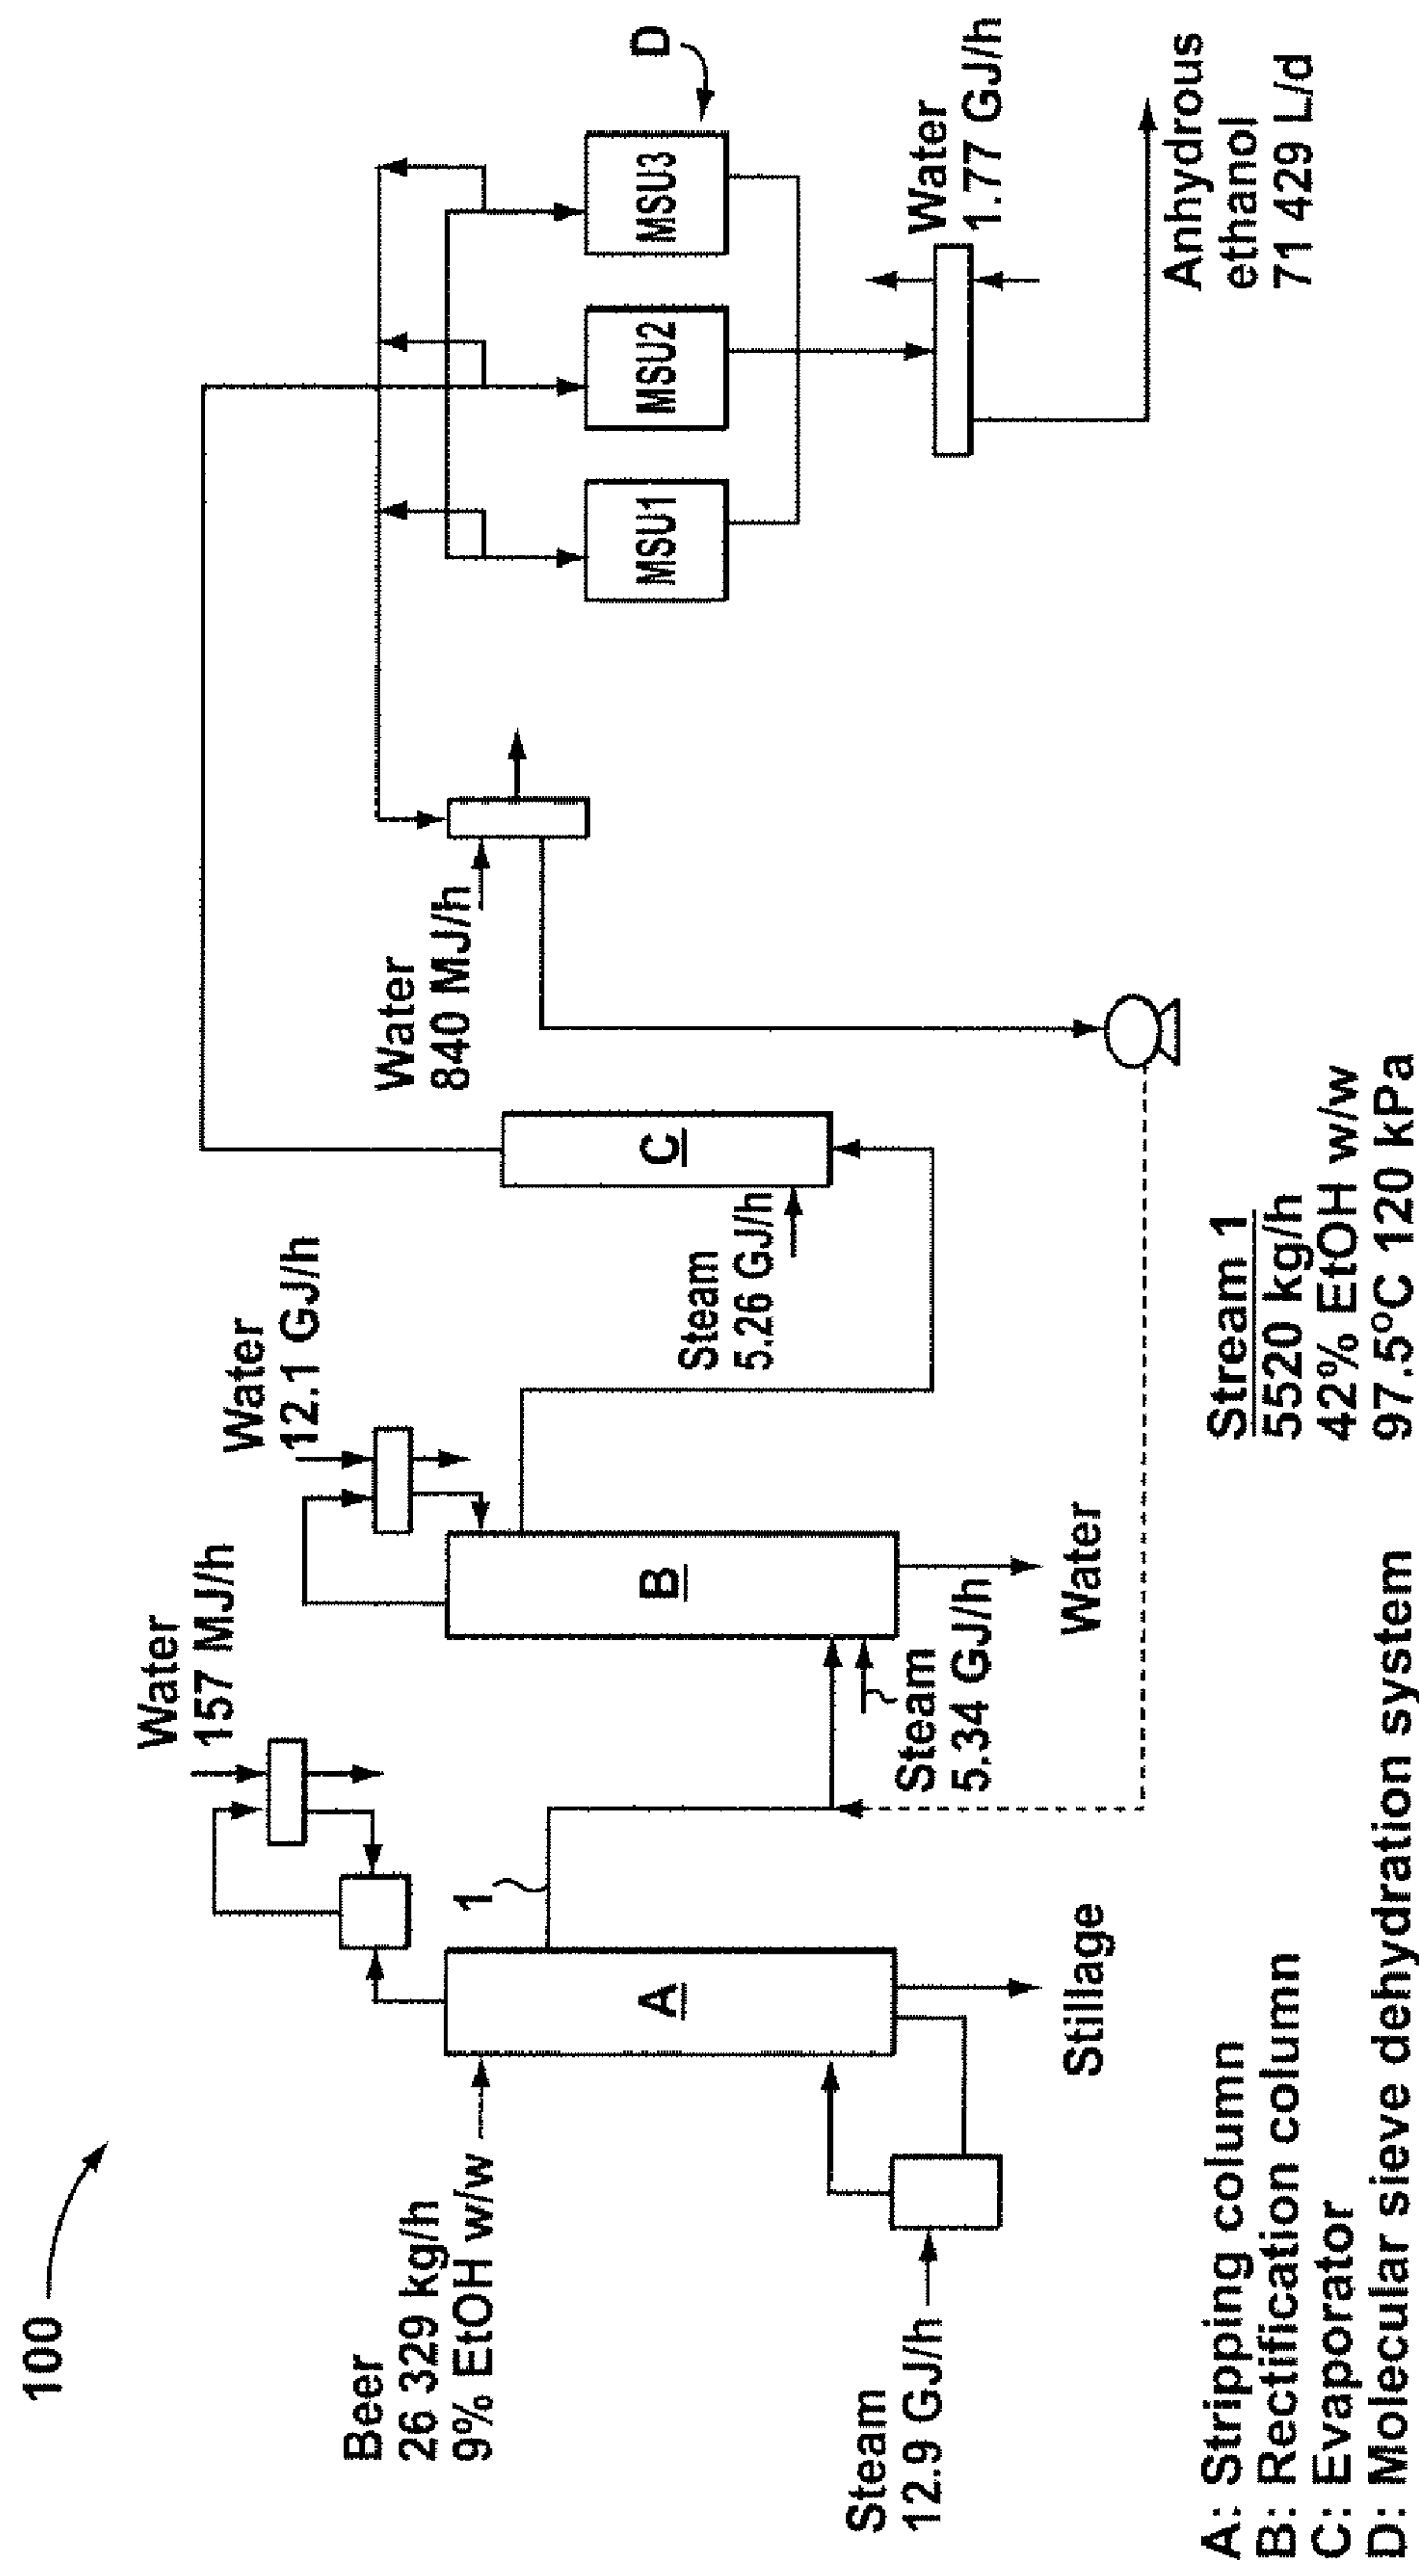 100
Beer
26 329 kg/h
9% EtOH w/w
Steam
12.9 GJ/h
Water
157 MJ/h
1
A
Stillage
Water
12.1 GJ/h
B
Steam
5.34 GJ/h
Water
Steam
5.26 GJ/h
C
Water
840 MJ/h
MSU1
MSU2
MSU3
D
Water
1.77 GJ/h
Anhydrous
ethanol
71 429 L/d
Stream 1
5520 kg/h
42% EtOH w/w
97.5°C 120 kPa
A: Stripping column
B: Rectification column
C: Evaporator
D: Molecular sieve dehydration system